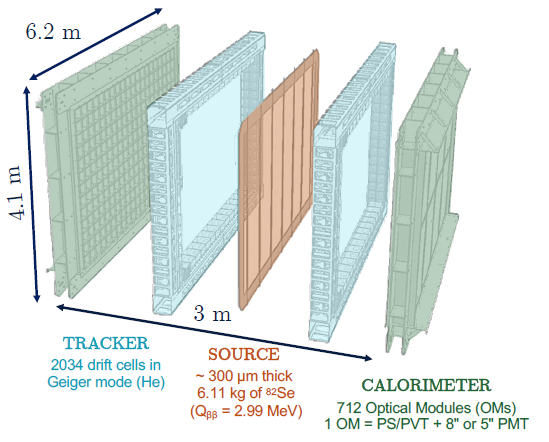 6.2 m
4.1 m
3 m
TRACKER
2034 drift cells in
Geiger mode (He)
SOURCE
~ 300 µm thick
6.11 kg of ⁸²Se
(Qββ = 2.99 MeV)
CALORIMETER
712 Optical Modules (OMs)
1 OM = PS/PVT + 8" or 5" PMT